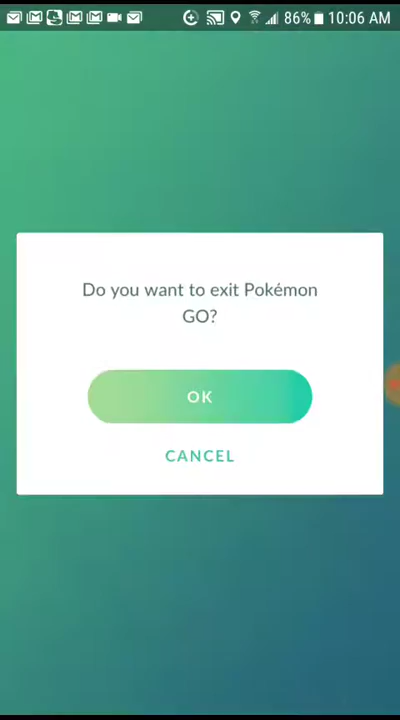 86% 10:06 AM
Do you want to exit Pokémon
GO?
OK
CANCEL